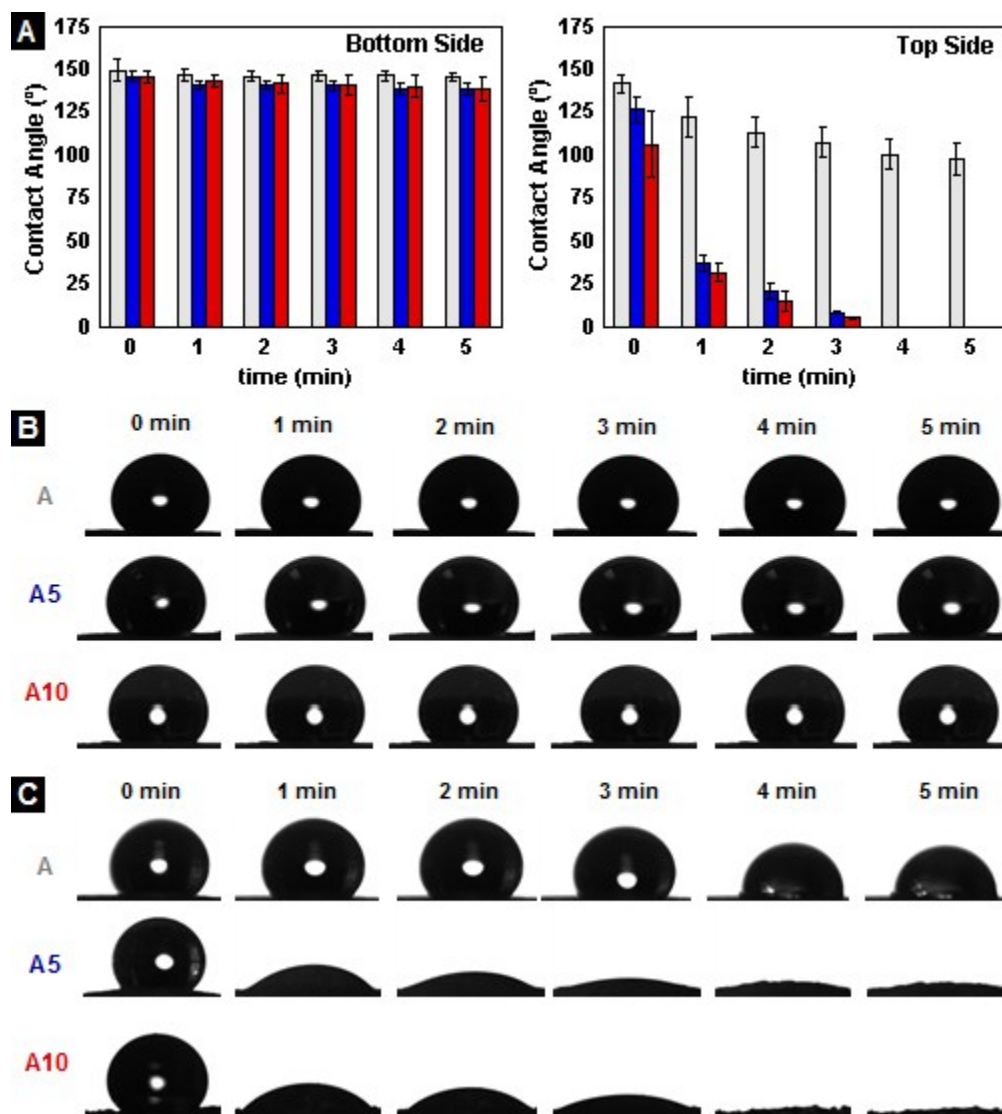 A
175
150
125
100
75
50
25
0
Contact Angle (º)
Bottom Side
0 1 2 3 4 5
time (min)
175
150
125
100
75
50
25
0
Contact Angle (º)
Top Side
0 1 2 3 4 5
time (min)
B
0 min 1 min 2 min 3 min 4 min 5 min
A
A5
A10
C
0 min 1 min 2 min 3 min 4 min 5 min
A
A5
A10